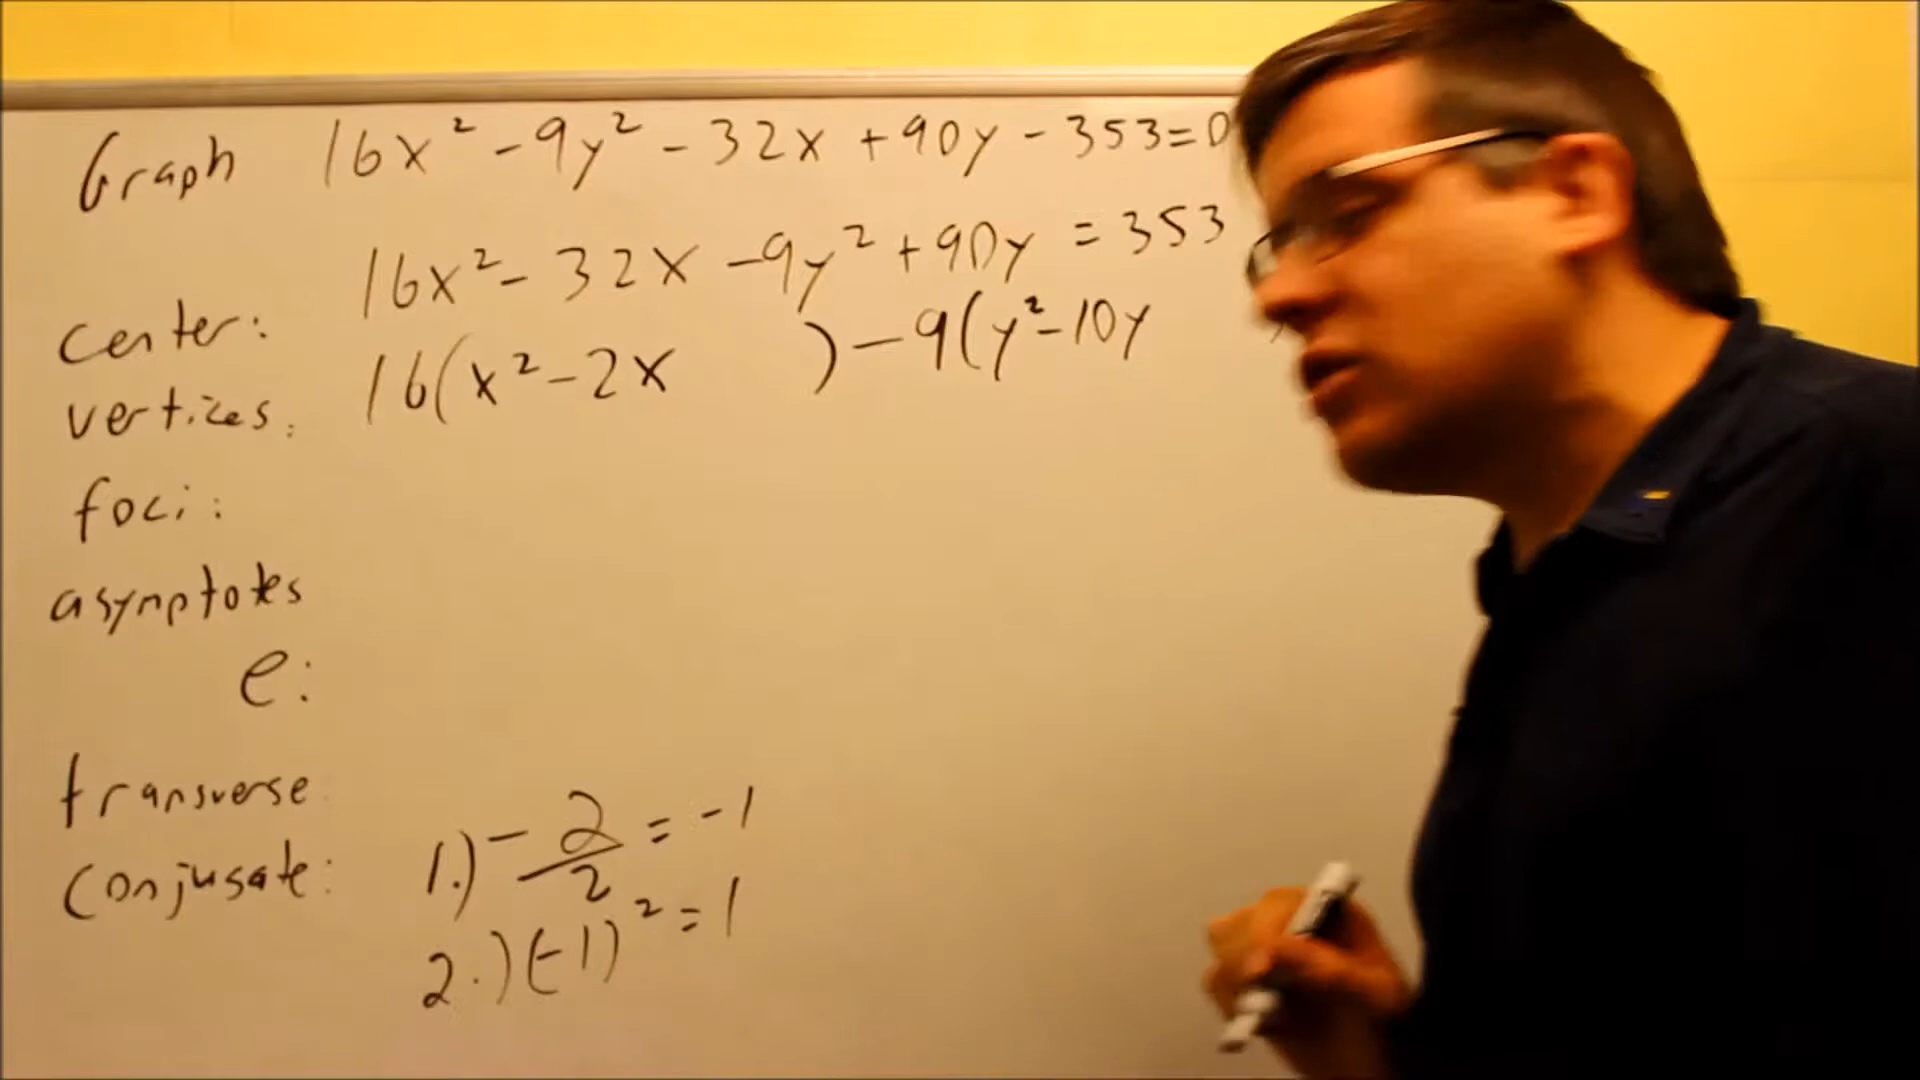 Graph 16x² - 9y² - 32x + 90y - 353 = 0
16x² - 32x - 9y² + 90y = 353
center:
16(x² - 2x ) - 9(y² - 10y
vertices:
foci:
asymptotes
e:
transverse
conjugate:
1.) -2/2 = -1
2.) (-1)² = 1